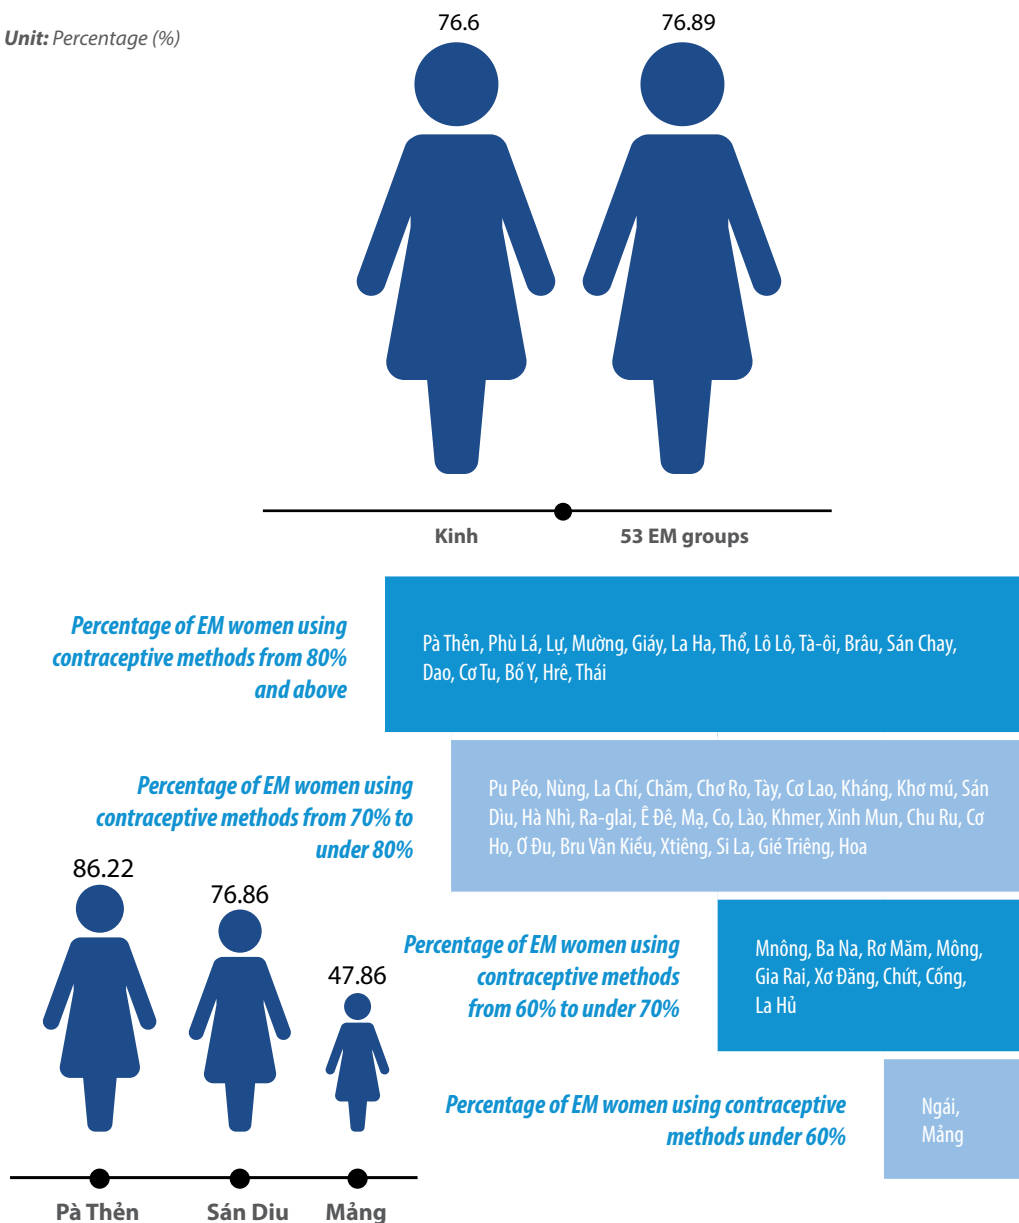 Unit: Percentage (%)
76.6
76.89
Kinh
53 EM groups
Percentage of EM women using
contraceptive methods from 80%
and above
Pà Thẻn, Phù Lá, Lự, Mường, Giáy, La Ha, Thổ, Lô Lô, Tà-ôi, Brâu, Sán Chay,
Dao, Cơ Tu, Bố Y, Hrê, Thái
Percentage of EM women using
contraceptive methods from 70% to
under 80%
Pu Péo, Nùng, La Chí, Chăm, Chơ Ro, Tày, Cơ Lao, Kháng, Khơ mú, Sán
Dìu, Hà Nhì, Ra-glai, Ê Đê, Mạ, Co, Lào, Khmer, Xinh Mun, Chu Ru, Cơ
Ho, Ơ Đu, Bru Vân Kiều, Xtiêng, Si La, Gié Triêng, Hoa
Percentage of EM women using
contraceptive methods
from 60% to under 70%
Mnông, Ba Na, Rơ Măm, Mông,
Gia Rai, Xơ Đăng, Chứt, Cống,
La Hủ
Percentage of EM women using contraceptive
methods under 60%
Ngái,
Mảng
86.22
76.86
47.86
Pà Thẻn
Sán Diu
Mảng